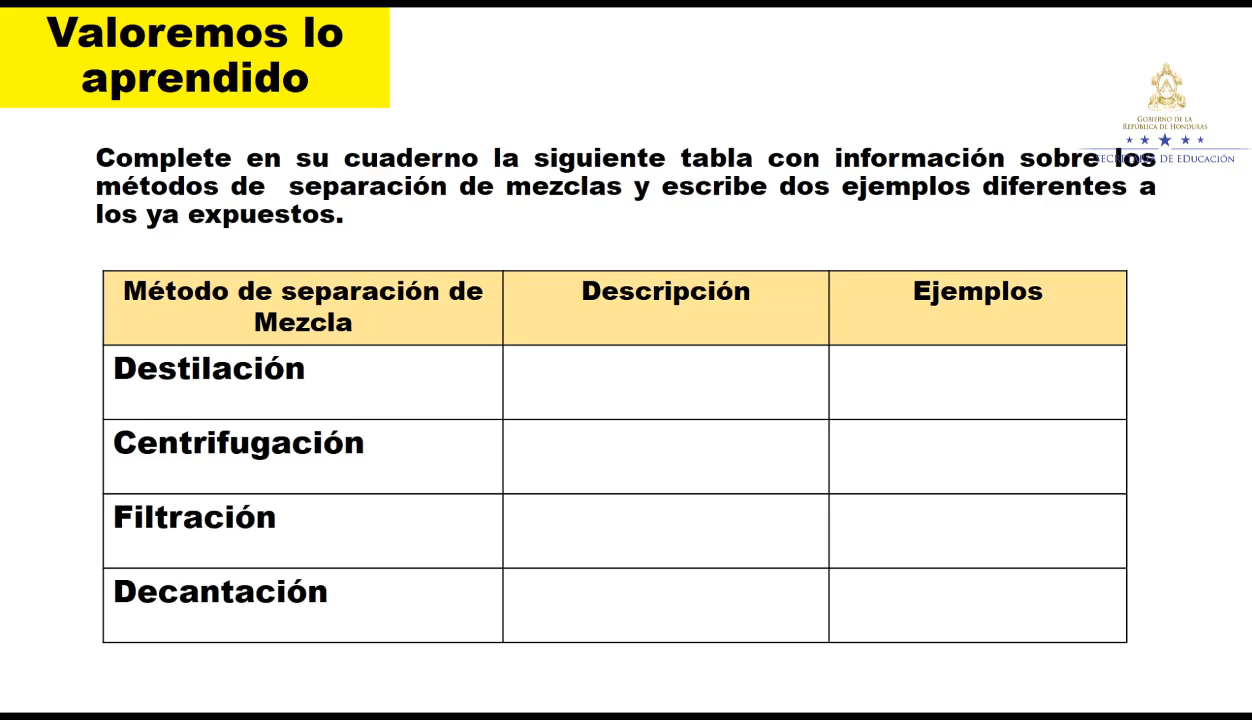 Valoremos lo
aprendido
GOBIERNO DE LA
REPÚBLICA DE HONDURAS
SECRETARÍA DE EDUCACIÓN
Complete en su cuaderno la siguiente tabla con información sobre los
métodos de separación de mezclas y escribe dos ejemplos diferentes a
los ya expuestos.
Método de separación de
Mezcla
Descripción
Ejemplos
Destilación
Centrifugación
Filtración
Decantación